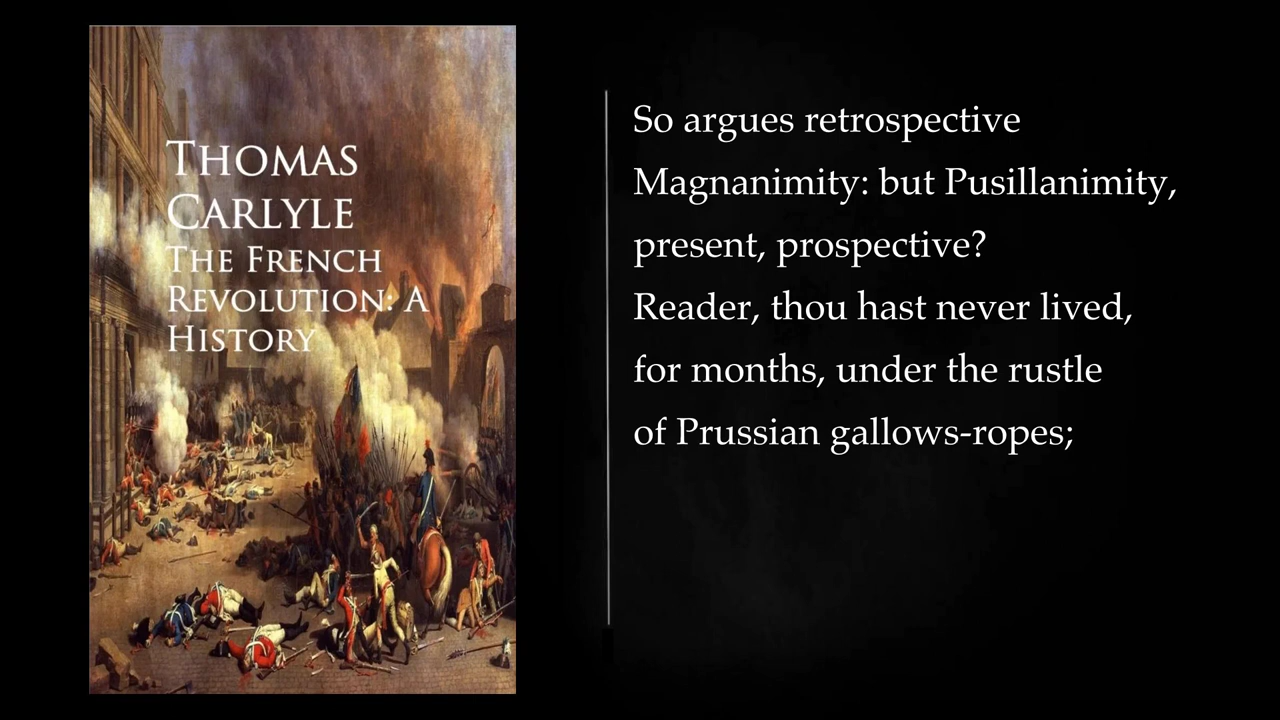 THOMAS
CARLYLE
THE FRENCH
REVOLUTION: A
HISTORY
So argues retrospective
Magnanimity: but Pusillanimity,
present, prospective?
Reader, thou hast never lived,
for months, under the rustle
of Prussian gallows-ropes;